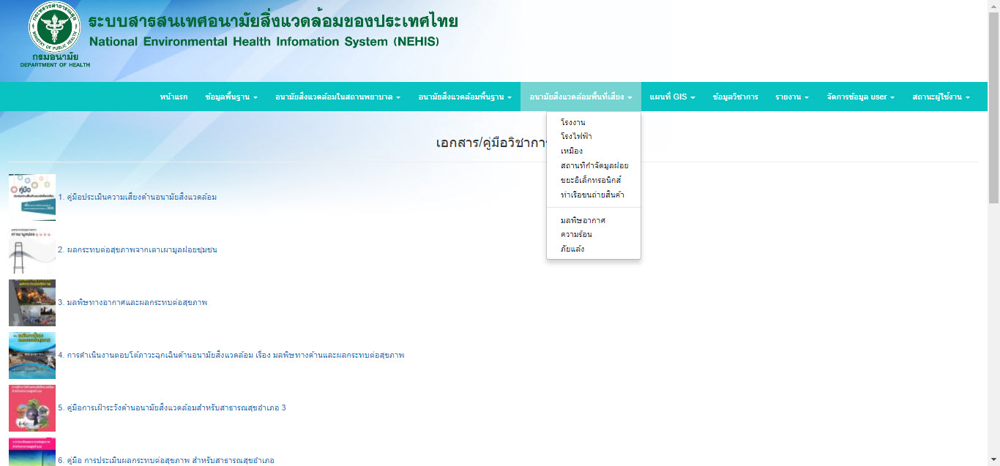 กระทรวงสาธารณสุข
MINISTRY OF PUBLIC HEALTH
กรมอนามัย
DEPARTMENT OF HEALTH
ระบบสารสนเทศอนามัยสิ่งแวดล้อมของประเทศไทย
National Environmental Health Infomation System (NEHIS)
หน้าแรก ข้อมูลพื้นฐาน อนามัยสิ่งแวดล้อมในสถานพยาบาล อนามัยสิ่งแวดล้อมพื้นฐาน อนามัยสิ่งแวดล้อมพื้นที่เสี่ยง แผนที่ GIS ข้อมูลวิชาการ รายงาน จัดการข้อมูล user สถานะผู้ใช้งาน
โรงงาน
โรงไฟฟ้า
เหมือง
สถานที่กำจัดมูลฝอย
ขยะอิเล็กทรอนิกส์
ท่าเรือขนถ่ายสินค้า
มลพิษอากาศ
ความร้อน
ภัยแล้ง
เอกสาร/คู่มือวิชาการ
คู่มือ
1. คู่มือประเมินความเสี่ยงด้านอนามัยสิ่งแวดล้อม
2. ผลกระทบต่อสุขภาพจากเตาเผามูลฝอยชุมชน
3. มลพิษทางอากาศและผลกระทบต่อสุขภาพ
4. การดำเนินงานตอบโต้ภาวะฉุกเฉินด้านอนามัยสิ่งแวดล้อม เรื่อง มลพิษทางด้านและผลกระทบต่อสุขภาพ
5. คู่มือการเฝ้าระวังด้านอนามัยสิ่งแวดล้อมสำหรับสาธารณสุขอำเภอ 3
6. คู่มือ การประเมินผลกระทบต่อสุขภาพ สำหรับสาธารณสุขอำเภอ